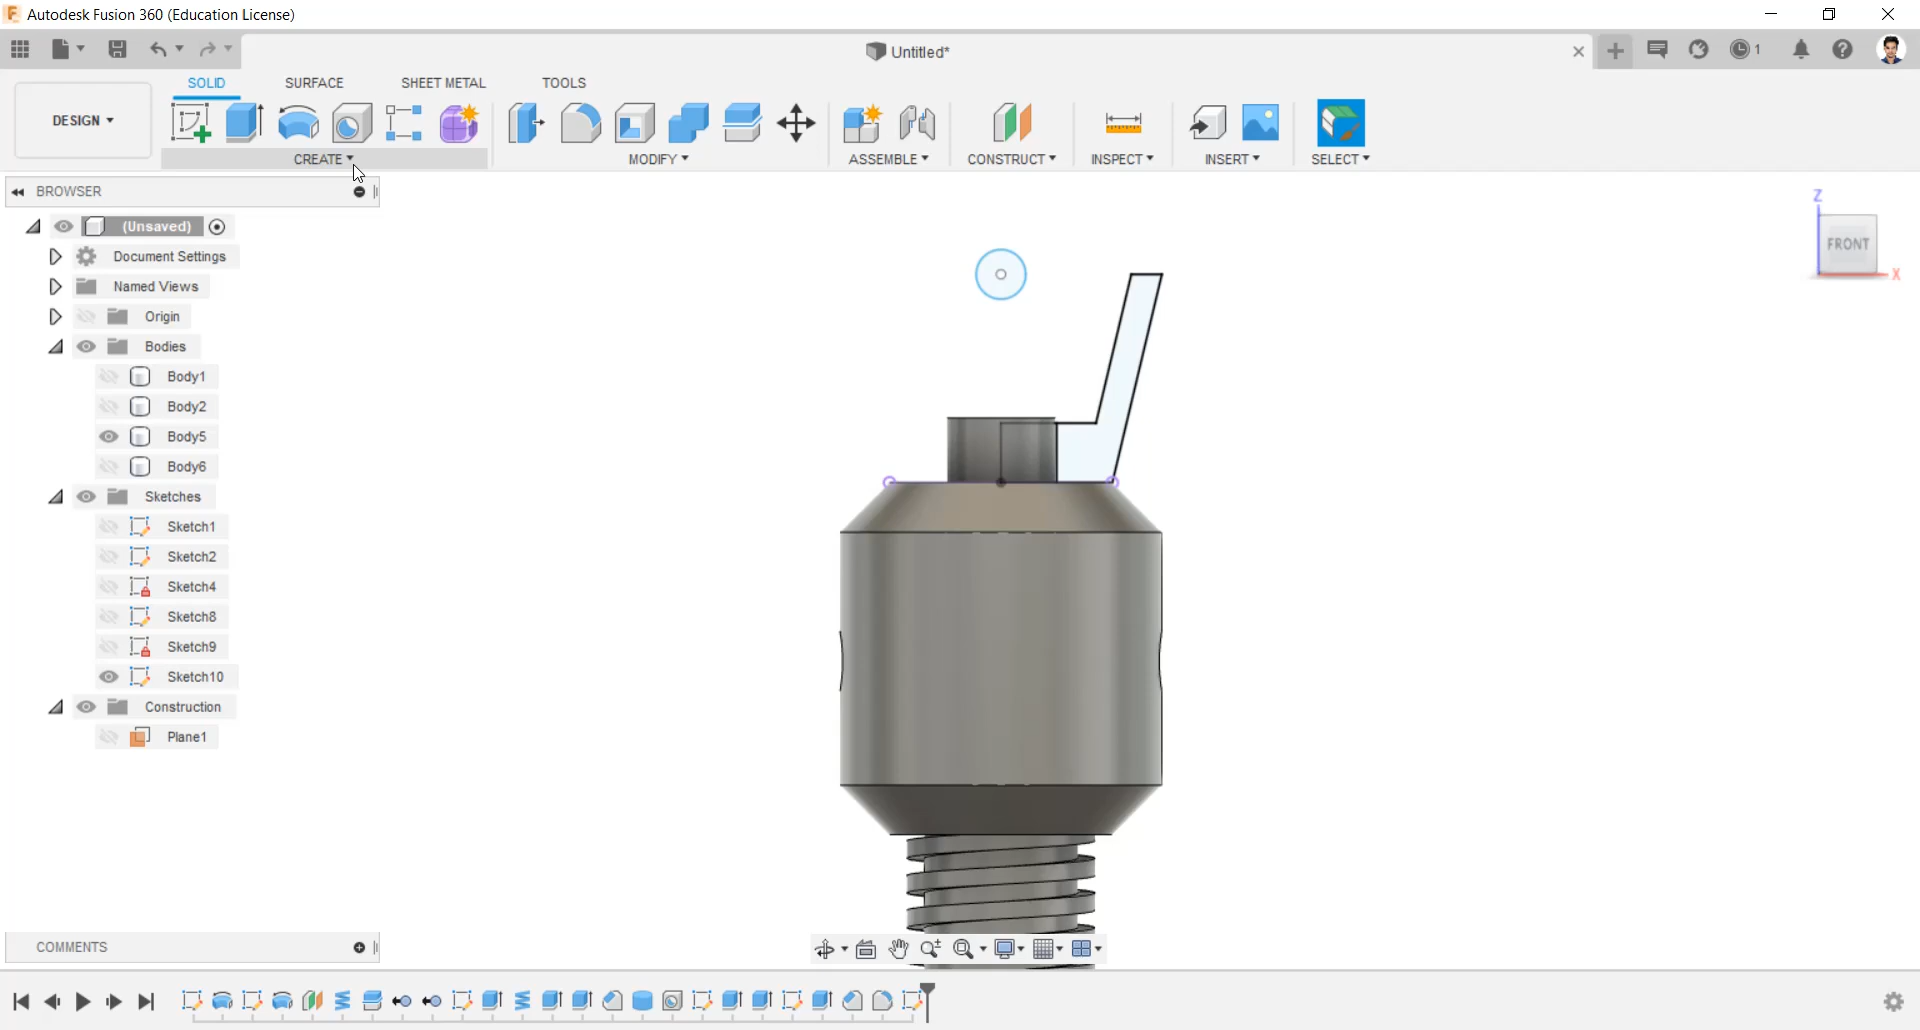 Autodesk Fusion 360 (Education License)
Untitled*
1
DESIGN
SOLID
SURFACE
SHEET METAL
TOOLS
CREATE
MODIFY
ASSEMBLE
CONSTRUCT
INSPECT
INSERT
SELECT
BROWSER
(Unsaved)
Document Settings
Named Views
Origin
Bodies
Body1
Body2
Body5
Body6
Sketches
Sketch1
Sketch2
Sketch4
Sketch8
Sketch9
Sketch10
Construction
Plane1
Z
FRONT
X
COMMENTS